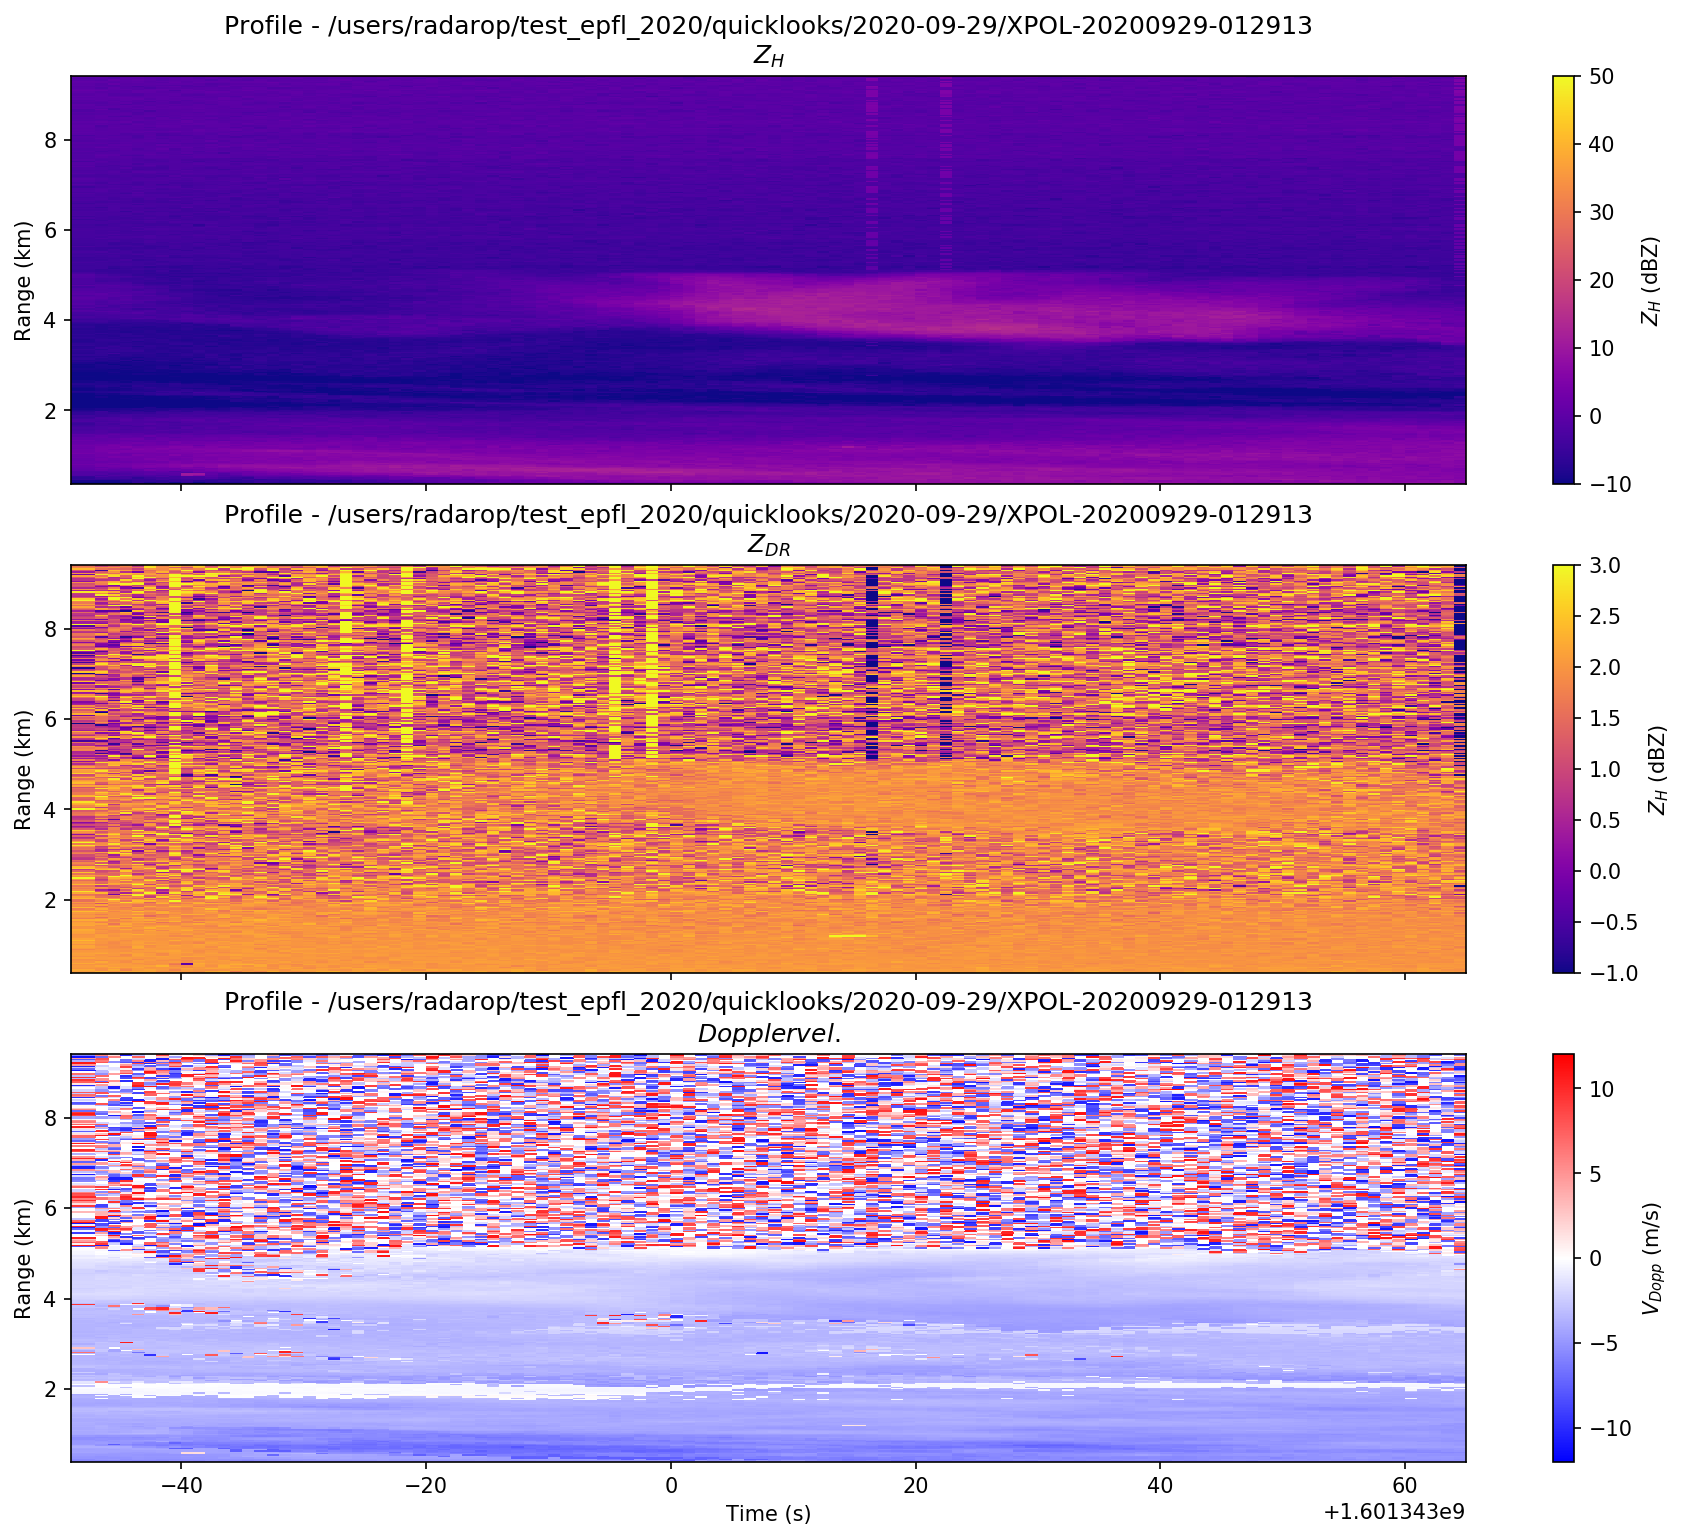 Profile - /users/radarop/test_epfl_2020/quicklooks/2020-09-29/XPOL-20200929-012913
Z_H
8
6
4
2
Range (km)
50
40
30
20
10
0
−10
Z_H (dBZ)
Profile - /users/radarop/test_epfl_2020/quicklooks/2020-09-29/XPOL-20200929-012913
Z_DR
8
6
4
2
Range (km)
3.0
2.5
2.0
1.5
1.0
0.5
0.0
−0.5
−1.0
Z_H (dBZ)
Profile - /users/radarop/test_epfl_2020/quicklooks/2020-09-29/XPOL-20200929-012913
Dopplervel.
8
6
4
2
Range (km)
10
5
0
−5
−10
V_Dopp (m/s)
−40 −20 0 20 40 60
Time (s)
+1.601343e9